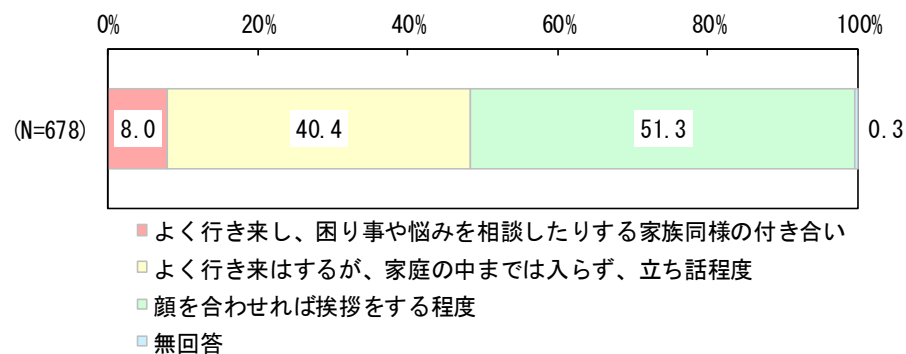 0% 20% 40% 60% 80% 100%
(N=678) 8.0 40.4 51.3 0.3
よく行き来し、困り事や悩みを相談したりする家族同様の付き合い
よく行き来はするが、家庭の中までは入らず、立ち話程度
顔を合わせれば挨拶をする程度
無回答